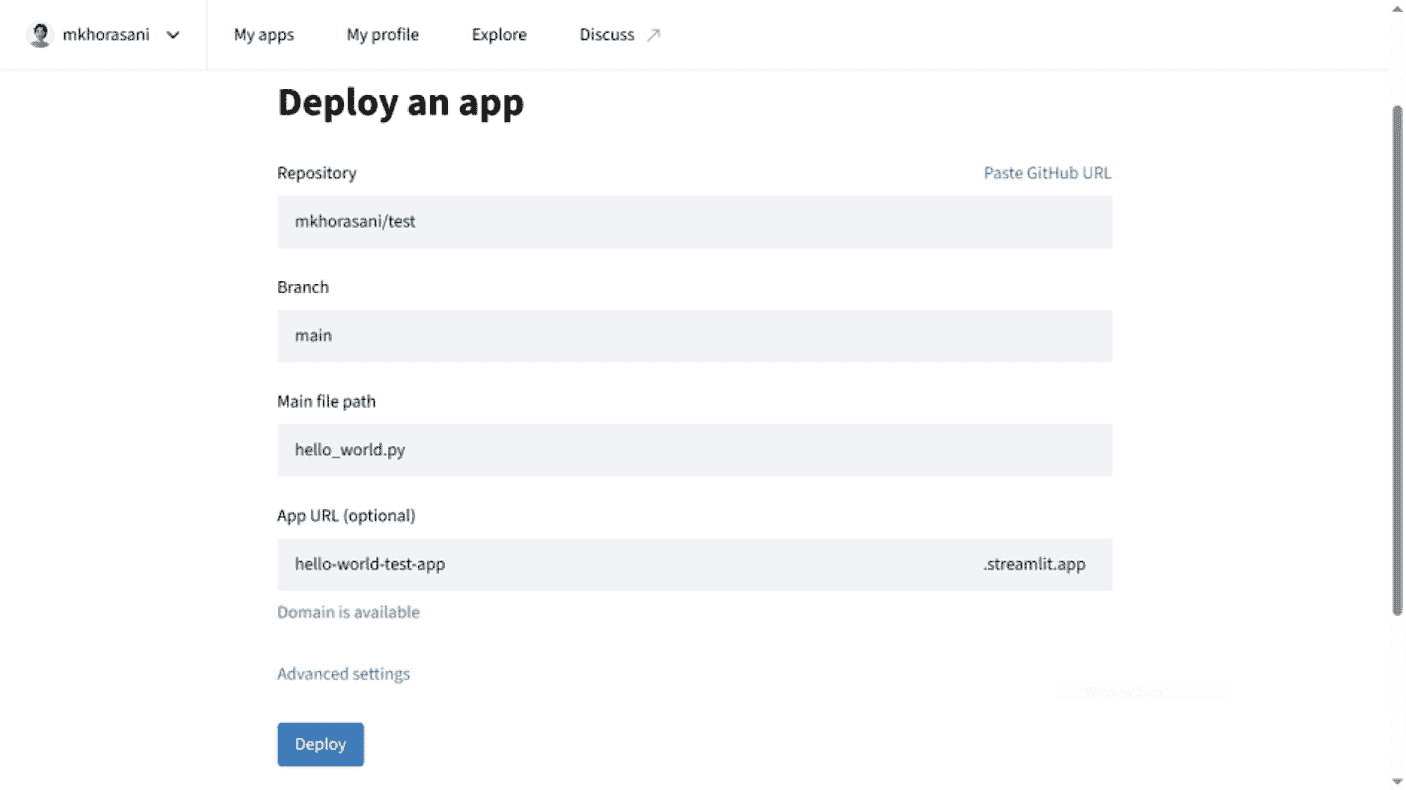 mkhorasani My apps My profile Explore Discuss
Deploy an app
Repository Paste GitHub URL
mkhorasani/test
Branch
main
Main file path
hello_world.py
App URL (optional)
hello-world-test-app .streamlit.app
Domain is available
Advanced settings
Deploy